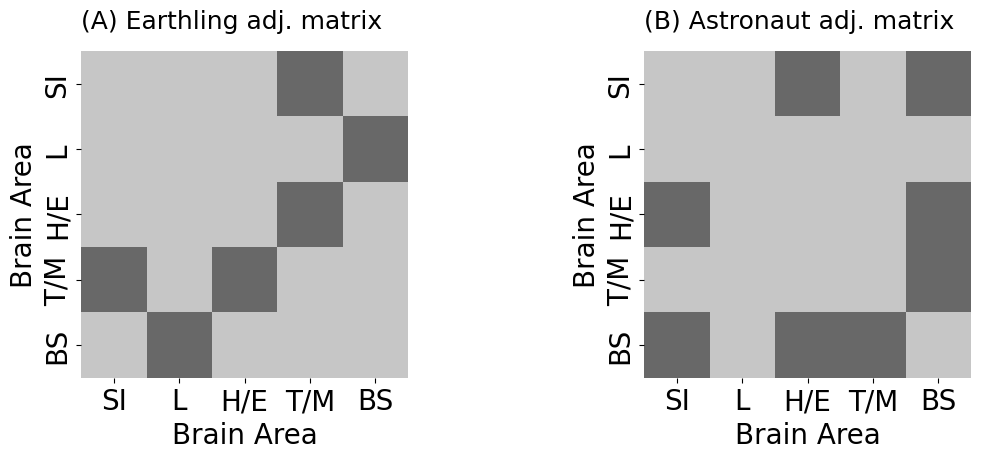 (A) Earthling adj. matrix
Brain Area
SI
L
H/E
T/M
BS
SI L H/E T/M BS
Brain Area
(B) Astronaut adj. matrix
Brain Area
SI
L
H/E
T/M
BS
SI L H/E T/M BS
Brain Area